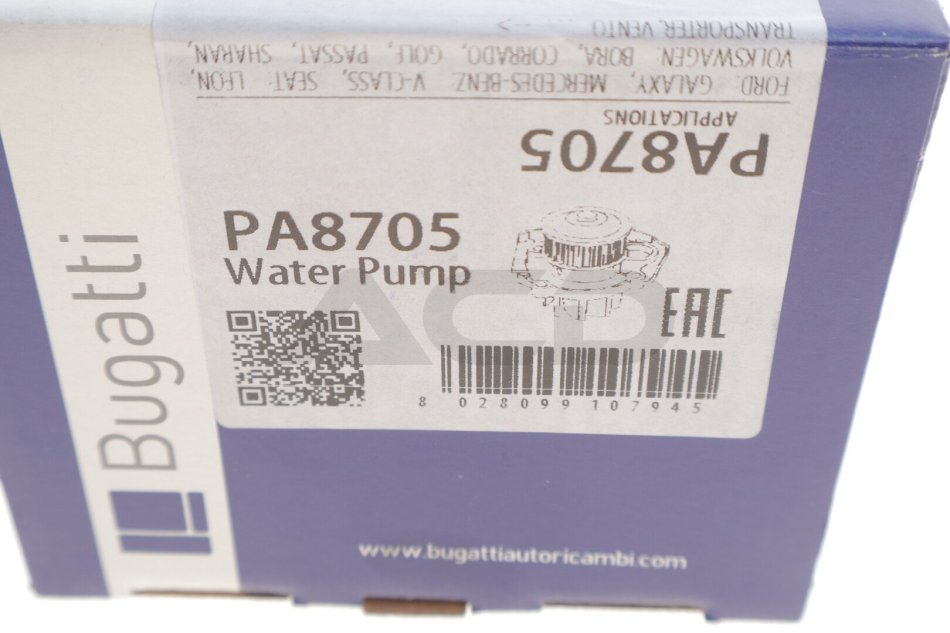 TRANSPORTER, VENTO
VOLKSWAGEN: BORA, CORRADO, GOLF, PASSAT, SHARAN,
FORD: GALAXY, MERCEDES-BENZ: V-CLASS, SEAT: LEON,
APPLICATIONS
PA8705
PA8705
Water Pump
EAC
ACD
8 028099 107945
Bugatti
www.bugattiautoricambi.com